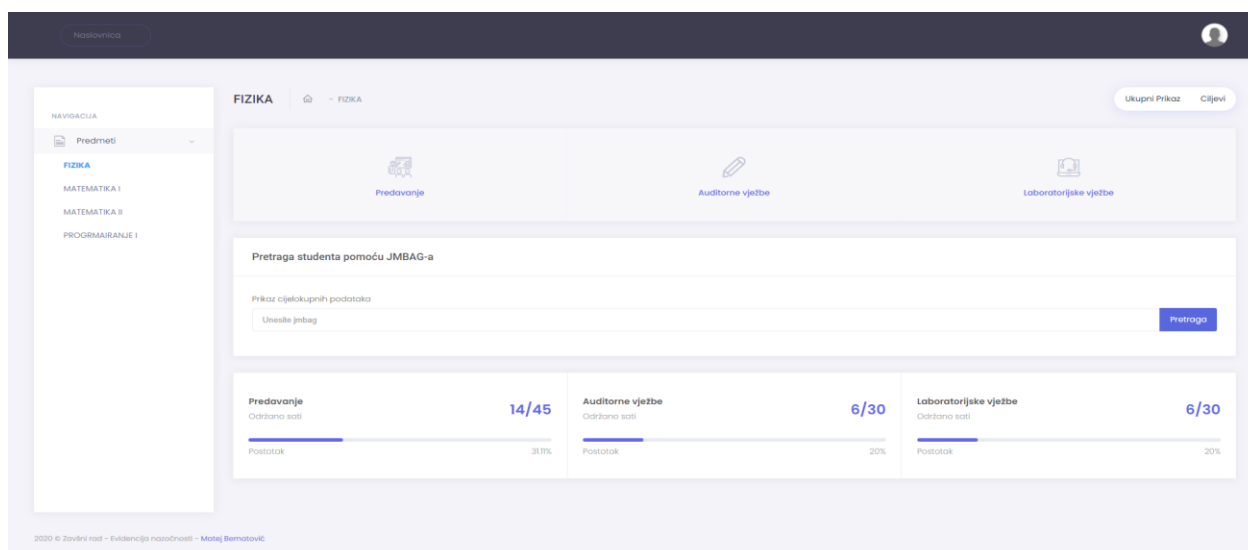 Naslovnica
NAVIGACIJA
Predmeti
FIZIKA
MATEMATIKA I
MATEMATIKA II
PROGRMAIRANJE I
FIZIKA
- FIZIKA
Ukupni Prikaz Ciljevi
Predavanje
Auditorne vježbe
Laboratorijske vježbe
Pretraga studenta pomoću JMBAG-a
Prikaz cijelokupnih podataka
Unesite jmbag
Pretraga
Predavanje
Održano sati
14/45
Postotak
31.11%
Auditorne vježbe
Održano sati
6/30
Postotak
20%
Laboratorijske vježbe
Održano sati
6/30
Postotak
20%
2020 © Završni rad - Evidencija nazočnosti - Matej Bernatović